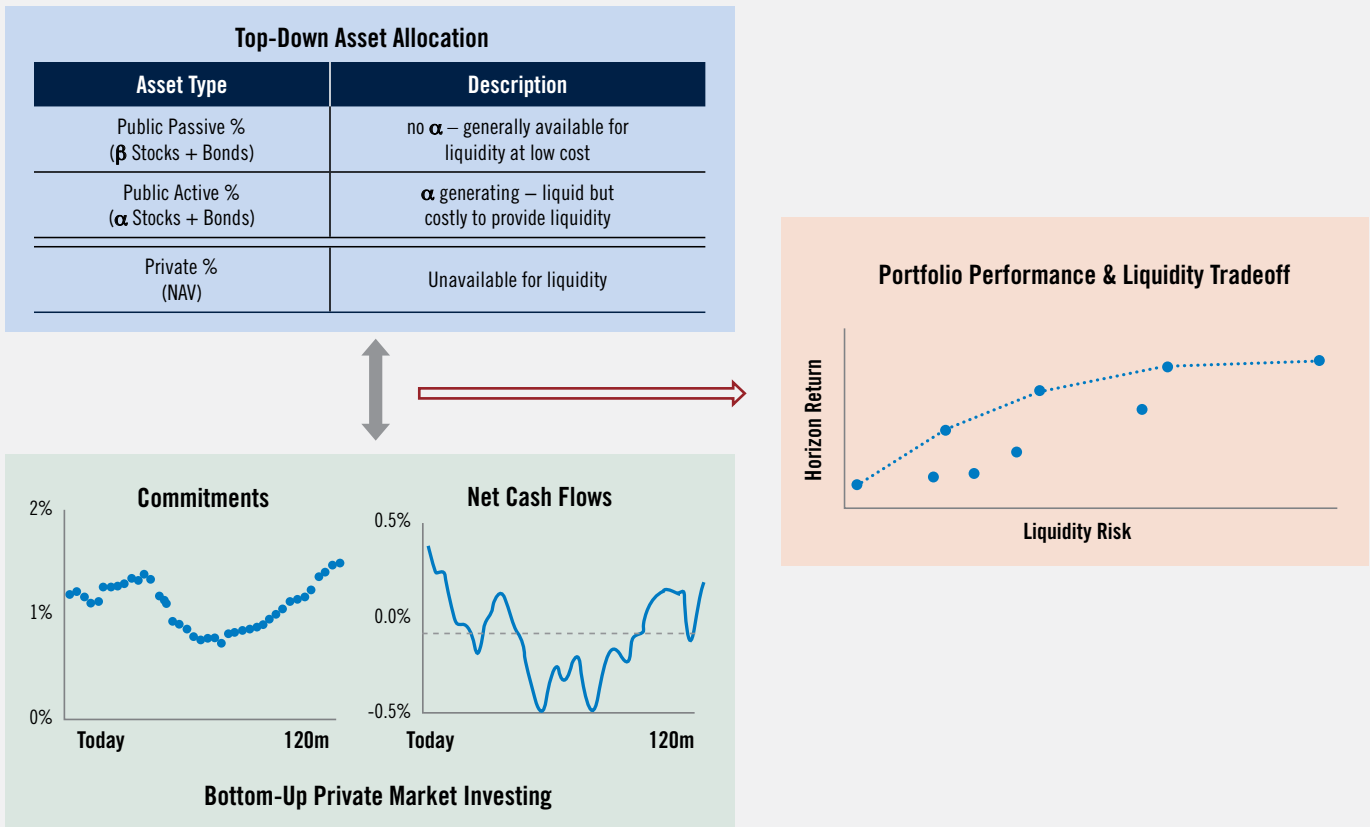 Top-Down Asset Allocation
Asset Type
Description
Public Passive %
(β Stocks + Bonds)
no α – generally available for
liquidity at low cost
Public Active %
(α Stocks + Bonds)
α generating – liquid but
costly to provide liquidity
Private %
(NAV)
Unavailable for liquidity
Portfolio Performance & Liquidity Tradeoff
Horizon Return
Liquidity Risk
Commitments
2%
1%
0%
Today
120m
Net Cash Flows
0.5%
0.0%
-0.5%
Today
120m
Bottom-Up Private Market Investing